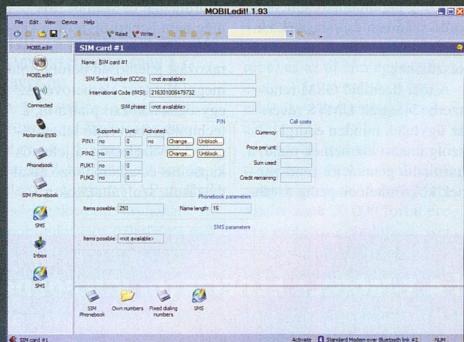 MOBILedit! 1.93
File Edit View Device Help
Read Write
MOBILedit!
SIM card #1
MOBILedit!
Connected
Motorola E550
Phonebook
SIM Phonebook
SMS
Inbox
SMS
Name: SIM card #1
SIM Serial Number (ICCID): <not available>
International Code (IMSI): 216301006479732
SIM phase: <not available>
PIN
Supported: Limit: Activated:
PIN1: no 0 no Change... Unblock...
PIN2: no 0 Change... Unblock...
PUK1: no 0
PUK2: no 0
Call costs
Currency:
Price per unit:
Sum used:
Credit remaining:
Phonebook parameters
Items possible: 250 Name length: 16
SMS parameters
Items possible: <not available>
SIM Phonebook
Own numbers
Fixed dialing numbers
SMS
SIM card #1
Activate Standard Modem over Bluetooth link #2 NUM